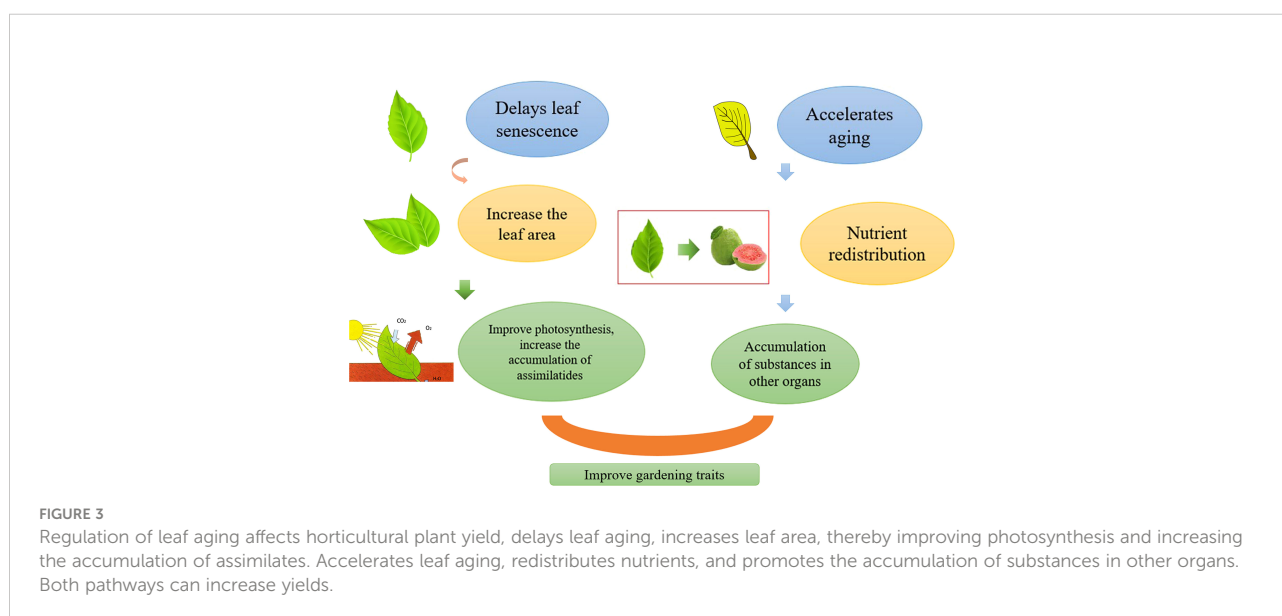 Delays leaf
senescence
Accelerates
aging
Increase the
leaf area
Nutrient
redistribution
CO₂
O₂
H₂O
Improve photosynthesis,
increase the
accumulation of
assimilatides
Accumulation
of substances in
other organs
Improve gardening traits
FIGURE 3
Regulation of leaf aging affects horticultural plant yield, delays leaf aging, increases leaf area, thereby improving photosynthesis and increasing
the accumulation of assimilates. Accelerates leaf aging, redistributes nutrients, and promotes the accumulation of substances in other organs.
Both pathways can increase yields.